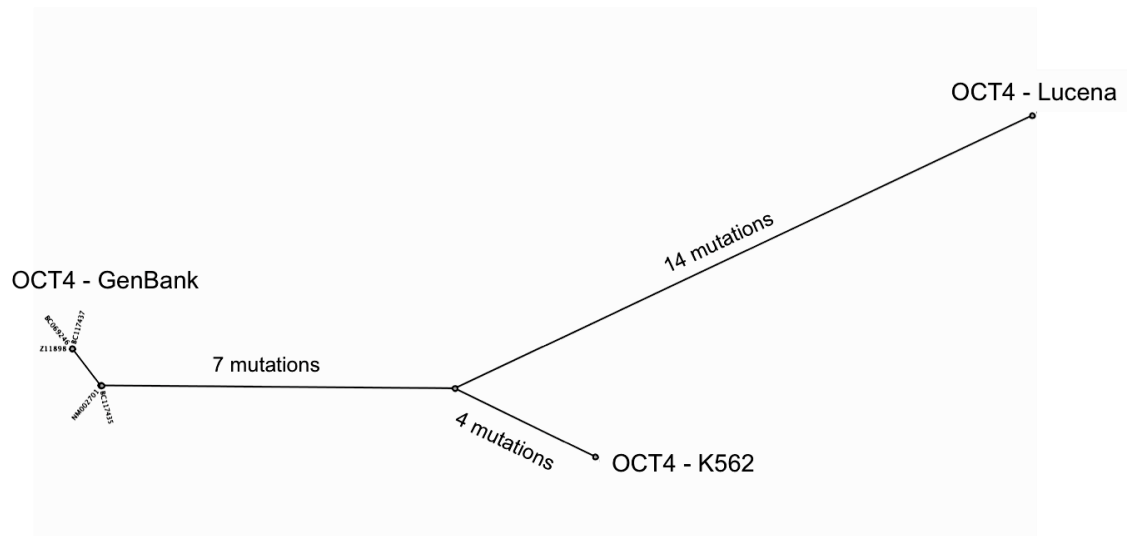 OCT4 - Lucena
14 mutations
OCT4 - GenBank
BC069246
BC117437
Z11898
7 mutations
NM002701
BC117435
4 mutations
OCT4 - K562